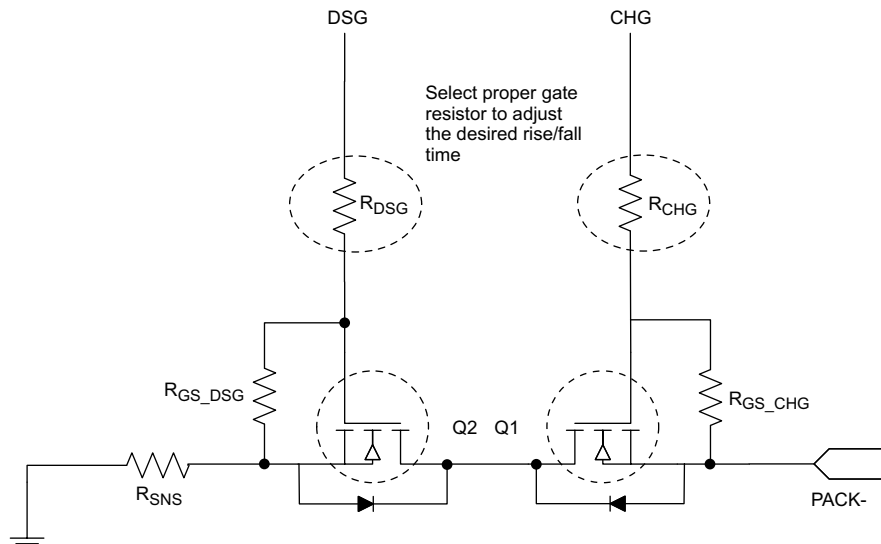 DSG
CHG
Select proper gate
resistor to adjust
the desired rise/fall
time
RDSG
RCHG
RGS_DSG
RGS_CHG
Q2 Q1
RSNS
PACK-